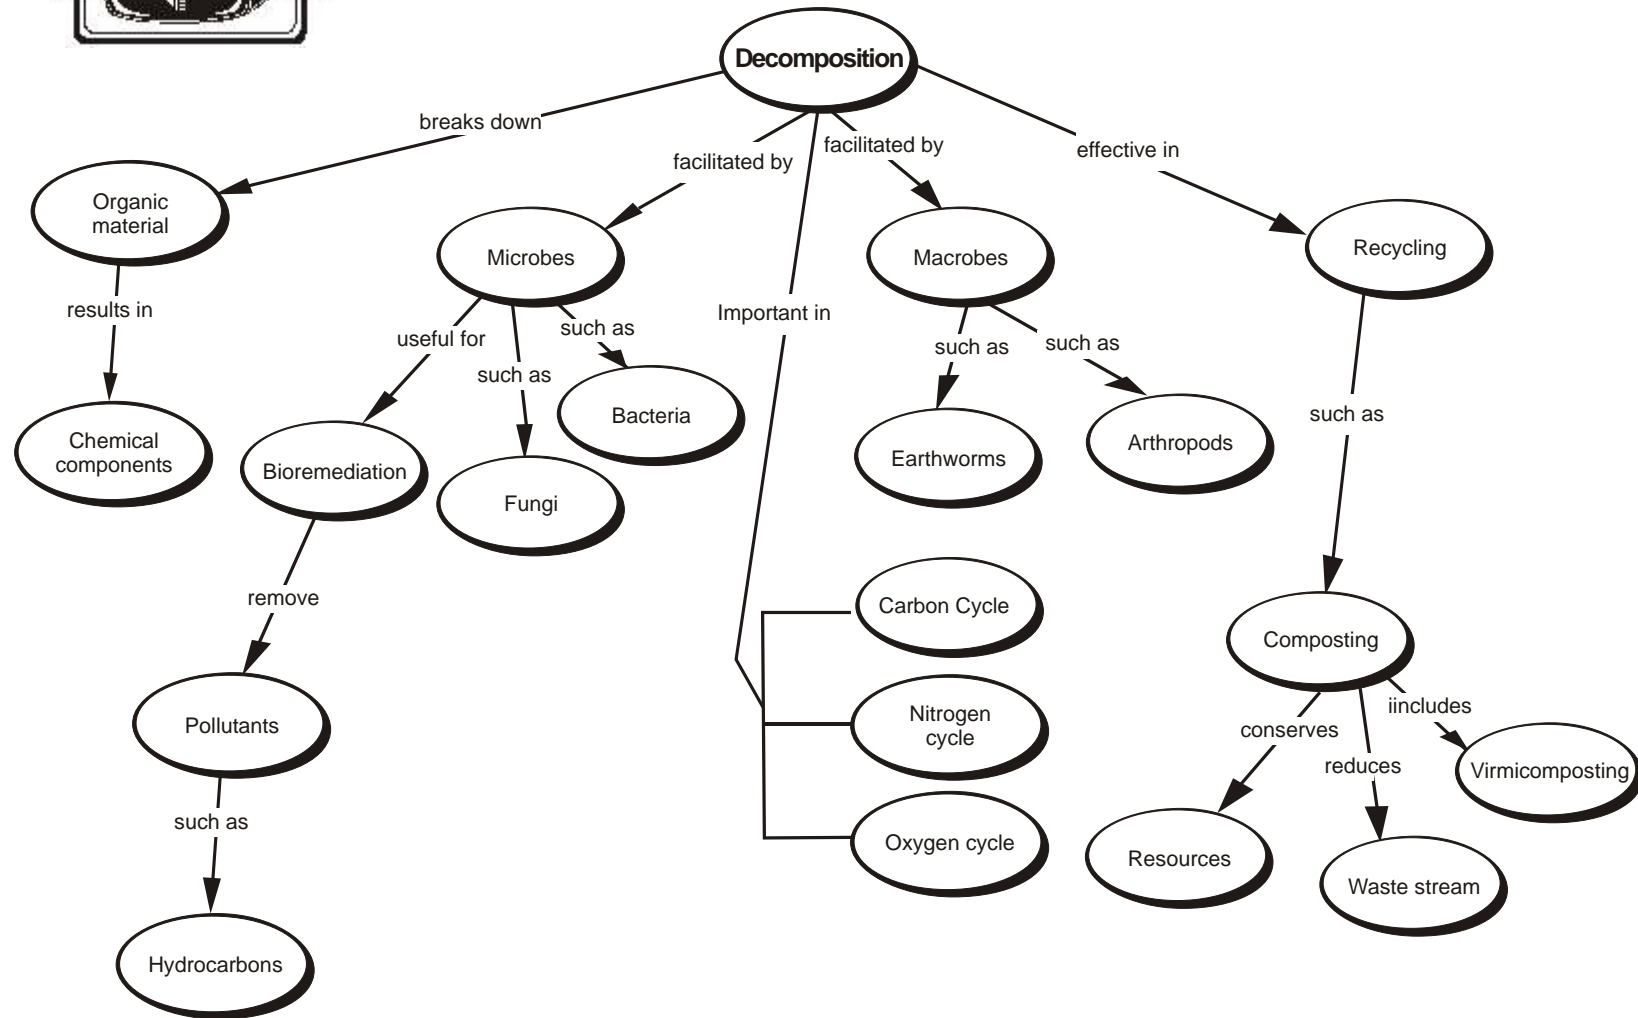 Decomposition
breaks down
facilitated by
facilitated by
effective in
Organic
material
Microbes
Macrobes
Recycling
results in
useful for
such as
such as
Important in
such as
such as
such as
Chemical
components
Bioremediation
Fungi
Bacteria
Earthworms
Arthropods
remove
Carbon Cycle
Composting
Pollutants
Nitrogen
cycle
conserves
reduces
iincludes
Virmicomposting
such as
Oxygen cycle
Resources
Waste stream
Hydrocarbons